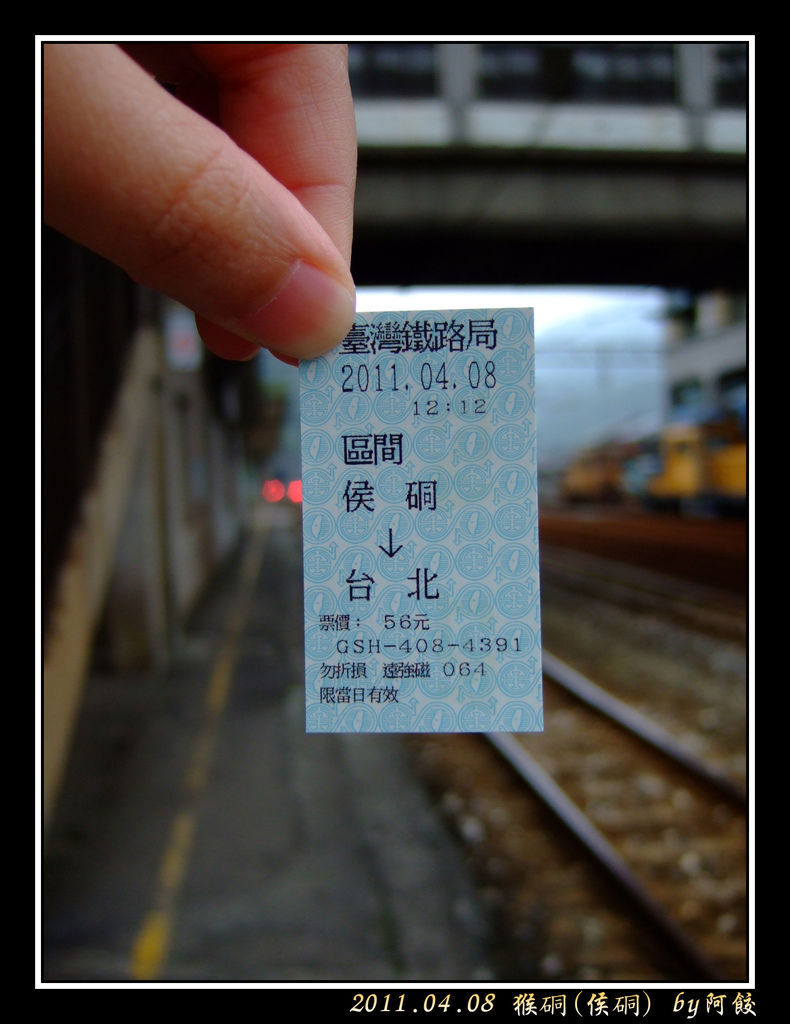 臺灣鐵路局
2011.04.08
12:12
區間
侯硐
↓
台北
票價: 56元
GSH-408-4391
勿折損 遠強磁 064
限當日有效
2011.04.08 猴硐(侯硐) by阿餃